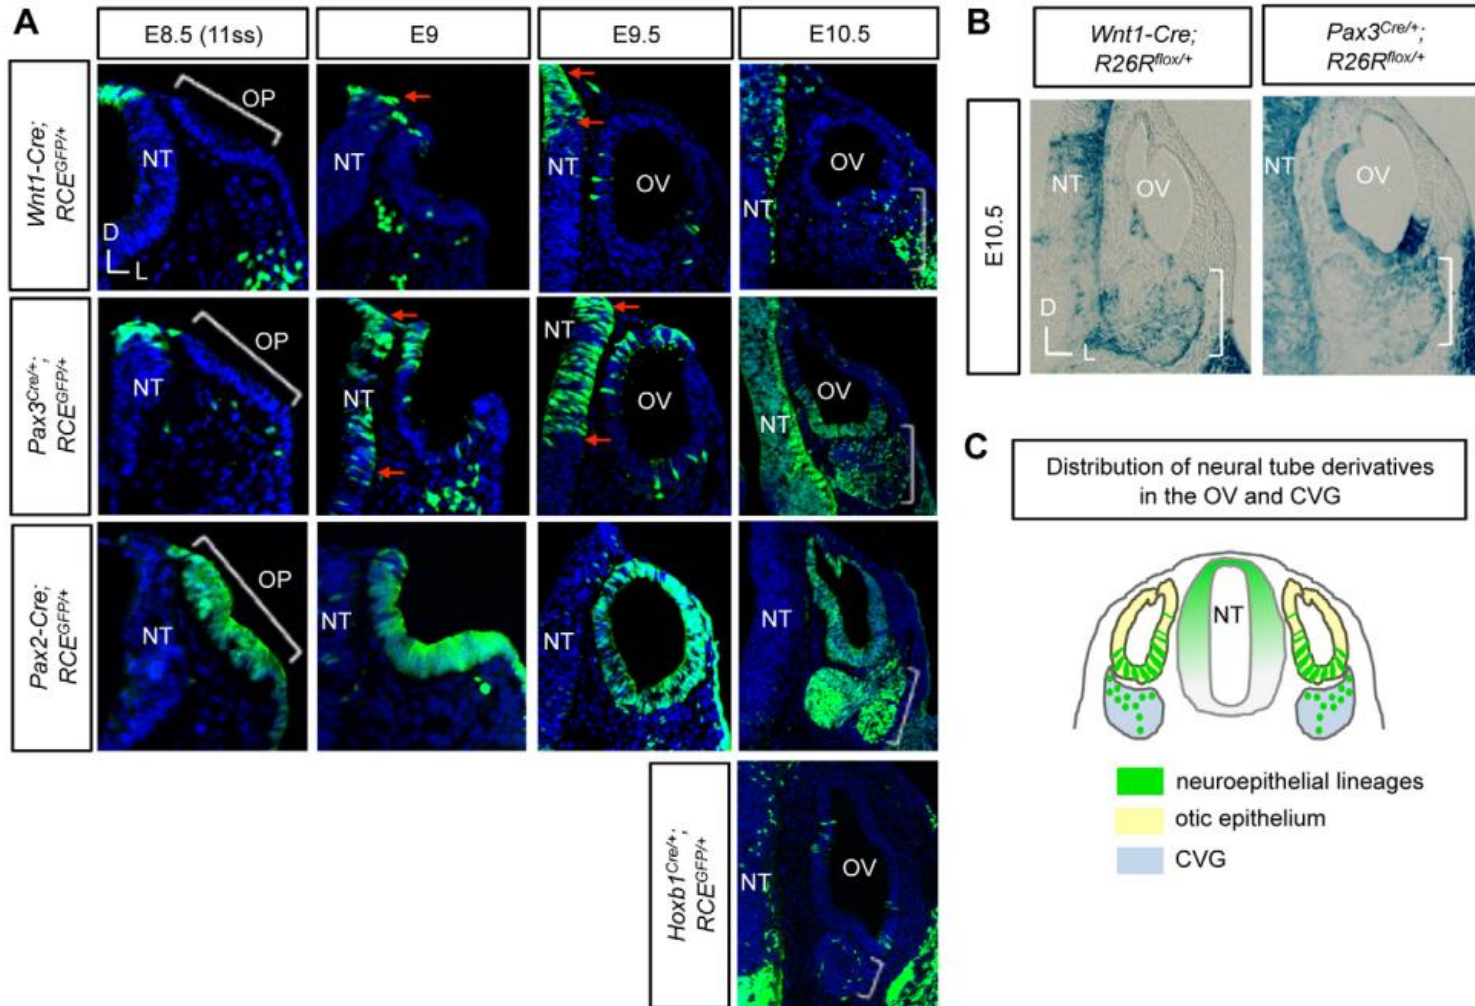 A
E8.5 (11ss)
E9
E9.5
E10.5
Wnt1-Cre;
RCE^GFP/+
OP
NT
D
L
NT
NT
OV
NT
OV
Pax3^Cre/+;
RCE^GFP/+
OP
NT
NT
NT
OV
NT
OV
Pax2-Cre;
RCE^GFP/+
OP
NT
NT
NT
NT
Hoxb1^Cre/+;
RCE^GFP/+
NT
OV
B
Wnt1-Cre;
R26R^flox/+
Pax3^Cre/+;
R26R^flox/+
E10.5
NT
OV
D
L
NT
OV
C
Distribution of neural tube derivatives
in the OV and CVG
NT
neuroepithelial lineages
otic epithelium
CVG